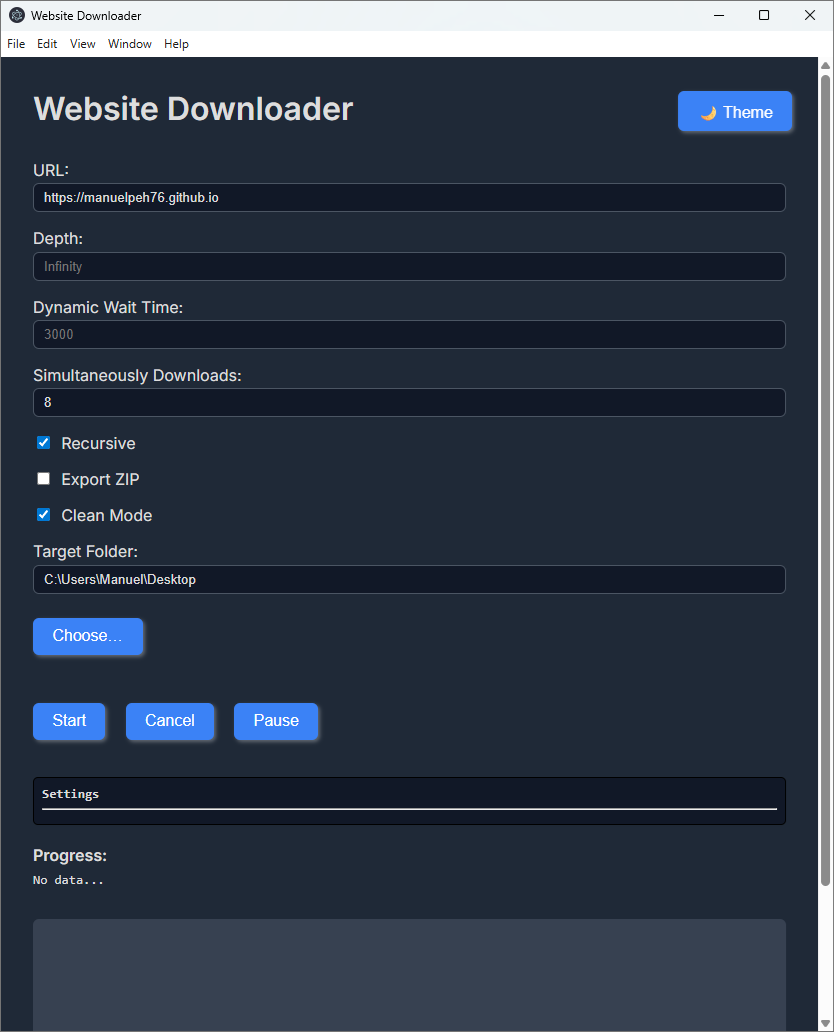 Website Downloader
File Edit View Window Help
Website Downloader
🌙 Theme
URL:
https://manuelpeh76.github.io
Depth:
Infinity
Dynamic Wait Time:
3000
Simultaneously Downloads:
8
Recursive
Export ZIP
Clean Mode
Target Folder:
C:\Users\Manuel\Desktop
Choose...
Start Cancel Pause
Settings
Progress:
No data...